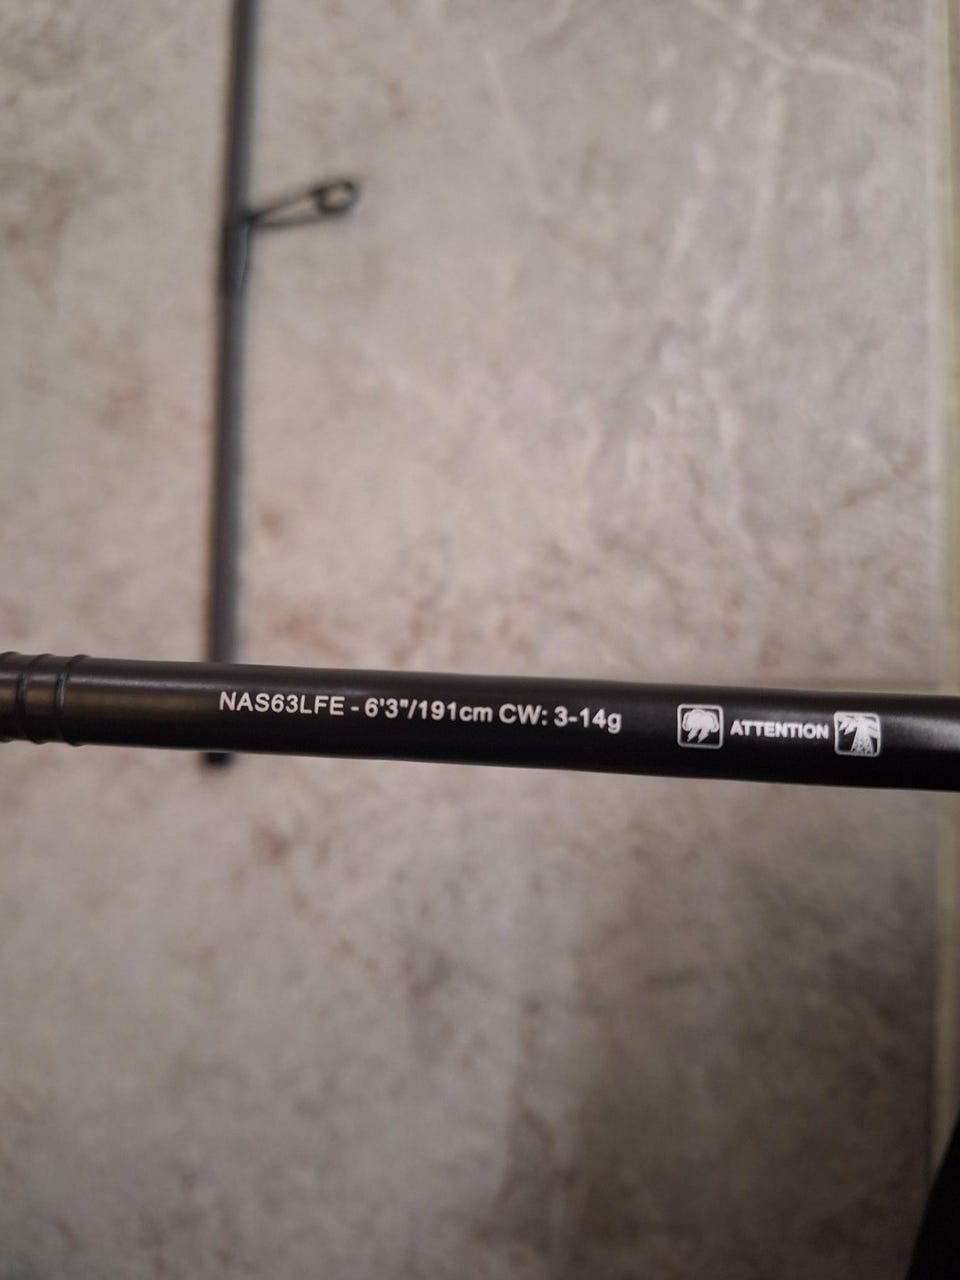 NAS63LFE - 6'3"/191cm CW: 3-14g ATTENTION